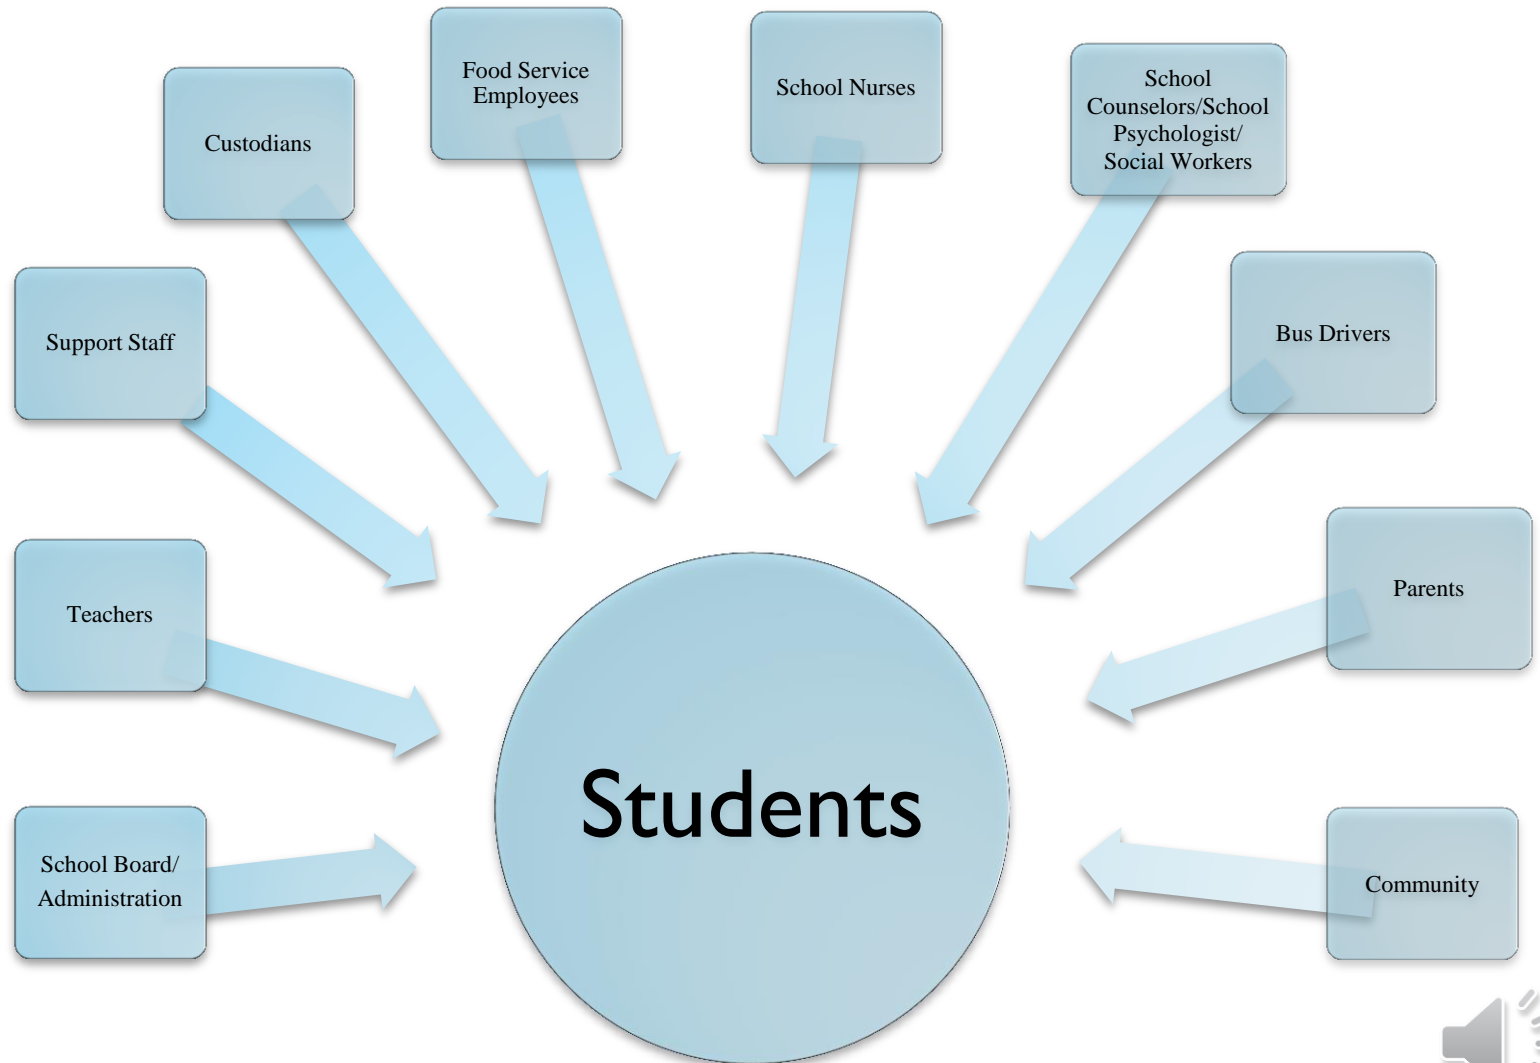 Food Service
Employees
School Nurses
School
Counselors/School
Psychologist/
Social Workers
Custodians
Support Staff
Bus Drivers
Teachers
Parents
Students
School Board/
Administration
Community